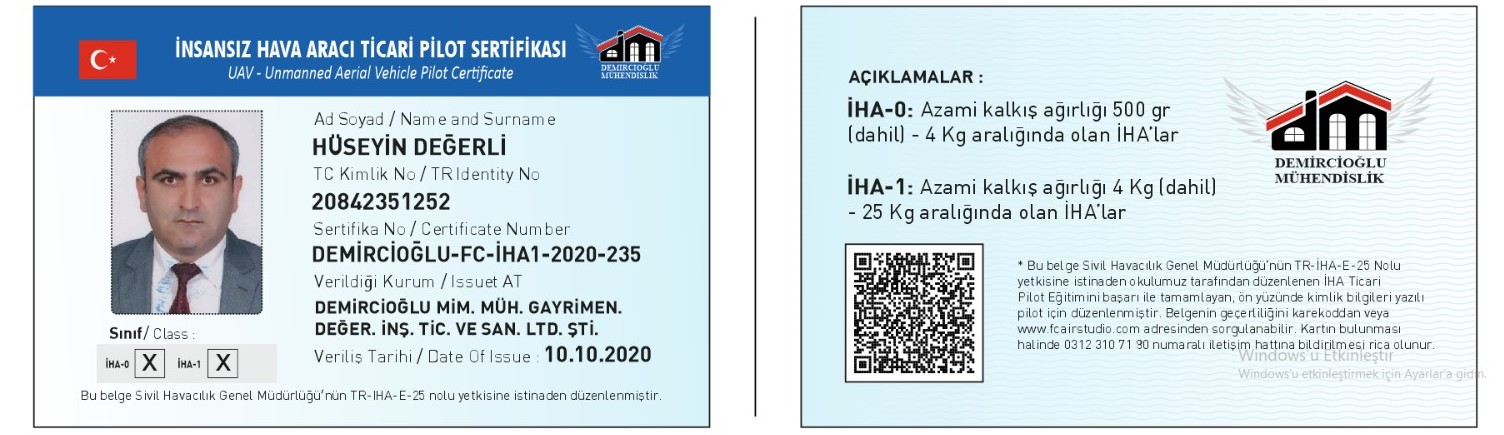 İNSANSIZ HAVA ARACI TİCARİ PİLOT SERTİFİKASI
UAV - Unmanned Aerial Vehicle Pilot Certificate
DEMİRCİOĞLU
MÜHENDİSLİK
Ad Soyad / Name and Surname
HÜSEYİN DEĞERLİ
TC Kimlik No / TR Identity No
20842351252
Sertifika No / Certificate Number
DEMİRCİOĞLU-FC-İHA1-2020-235
Verildiği Kurum / Issuet AT
DEMİRCİOĞLU MİM. MÜH. GAYRİMEN.
DEĞER. İNŞ. TİC. VE SAN. LTD. ŞTİ.
Veriliş Tarihi / Date Of Issue : 10.10.2020
Sınıf/ Class :
İHA-0 X İHA-1 X
Bu belge Sivil Havacılık Genel Müdürlüğü'nün TR-IHA-E-25 nolu yetkisine istinaden düzenlenmiştir.
AÇIKLAMALAR :
İHA-0: Azami kalkış ağırlığı 500 gr
(dahil) - 4 Kg aralığında olan İHA'lar
İHA-1: Azami kalkış ağırlığı 4 Kg (dahil)
- 25 Kg aralığında olan İHA'lar
DEMİRCİOĞLU
MÜHENDİSLİK
* Bu belge Sivil Havacılık Genel Müdürlüğü'nün TR-İHA-E-25 Nolu
yetkisine istinaden okulumuz tarafından düzenlenen İHA Ticari
Pilot Eğitimini başarı ile tamamlayan, ön yüzünde kimlik bilgileri yazılı
pilot için düzenlenmiştir. Belgenin geçerliliğini karekoddan veya
www.fcairstudio.com adresinden sorgulanabilir. Kartın bulunması
halinde 0312 310 71 90 numaralı iletişim hattına bildirilmesi rica olunur.
Windows'u Etkinleştir
Windows'u etkinleştirmek için Ayarlar'a gidin.